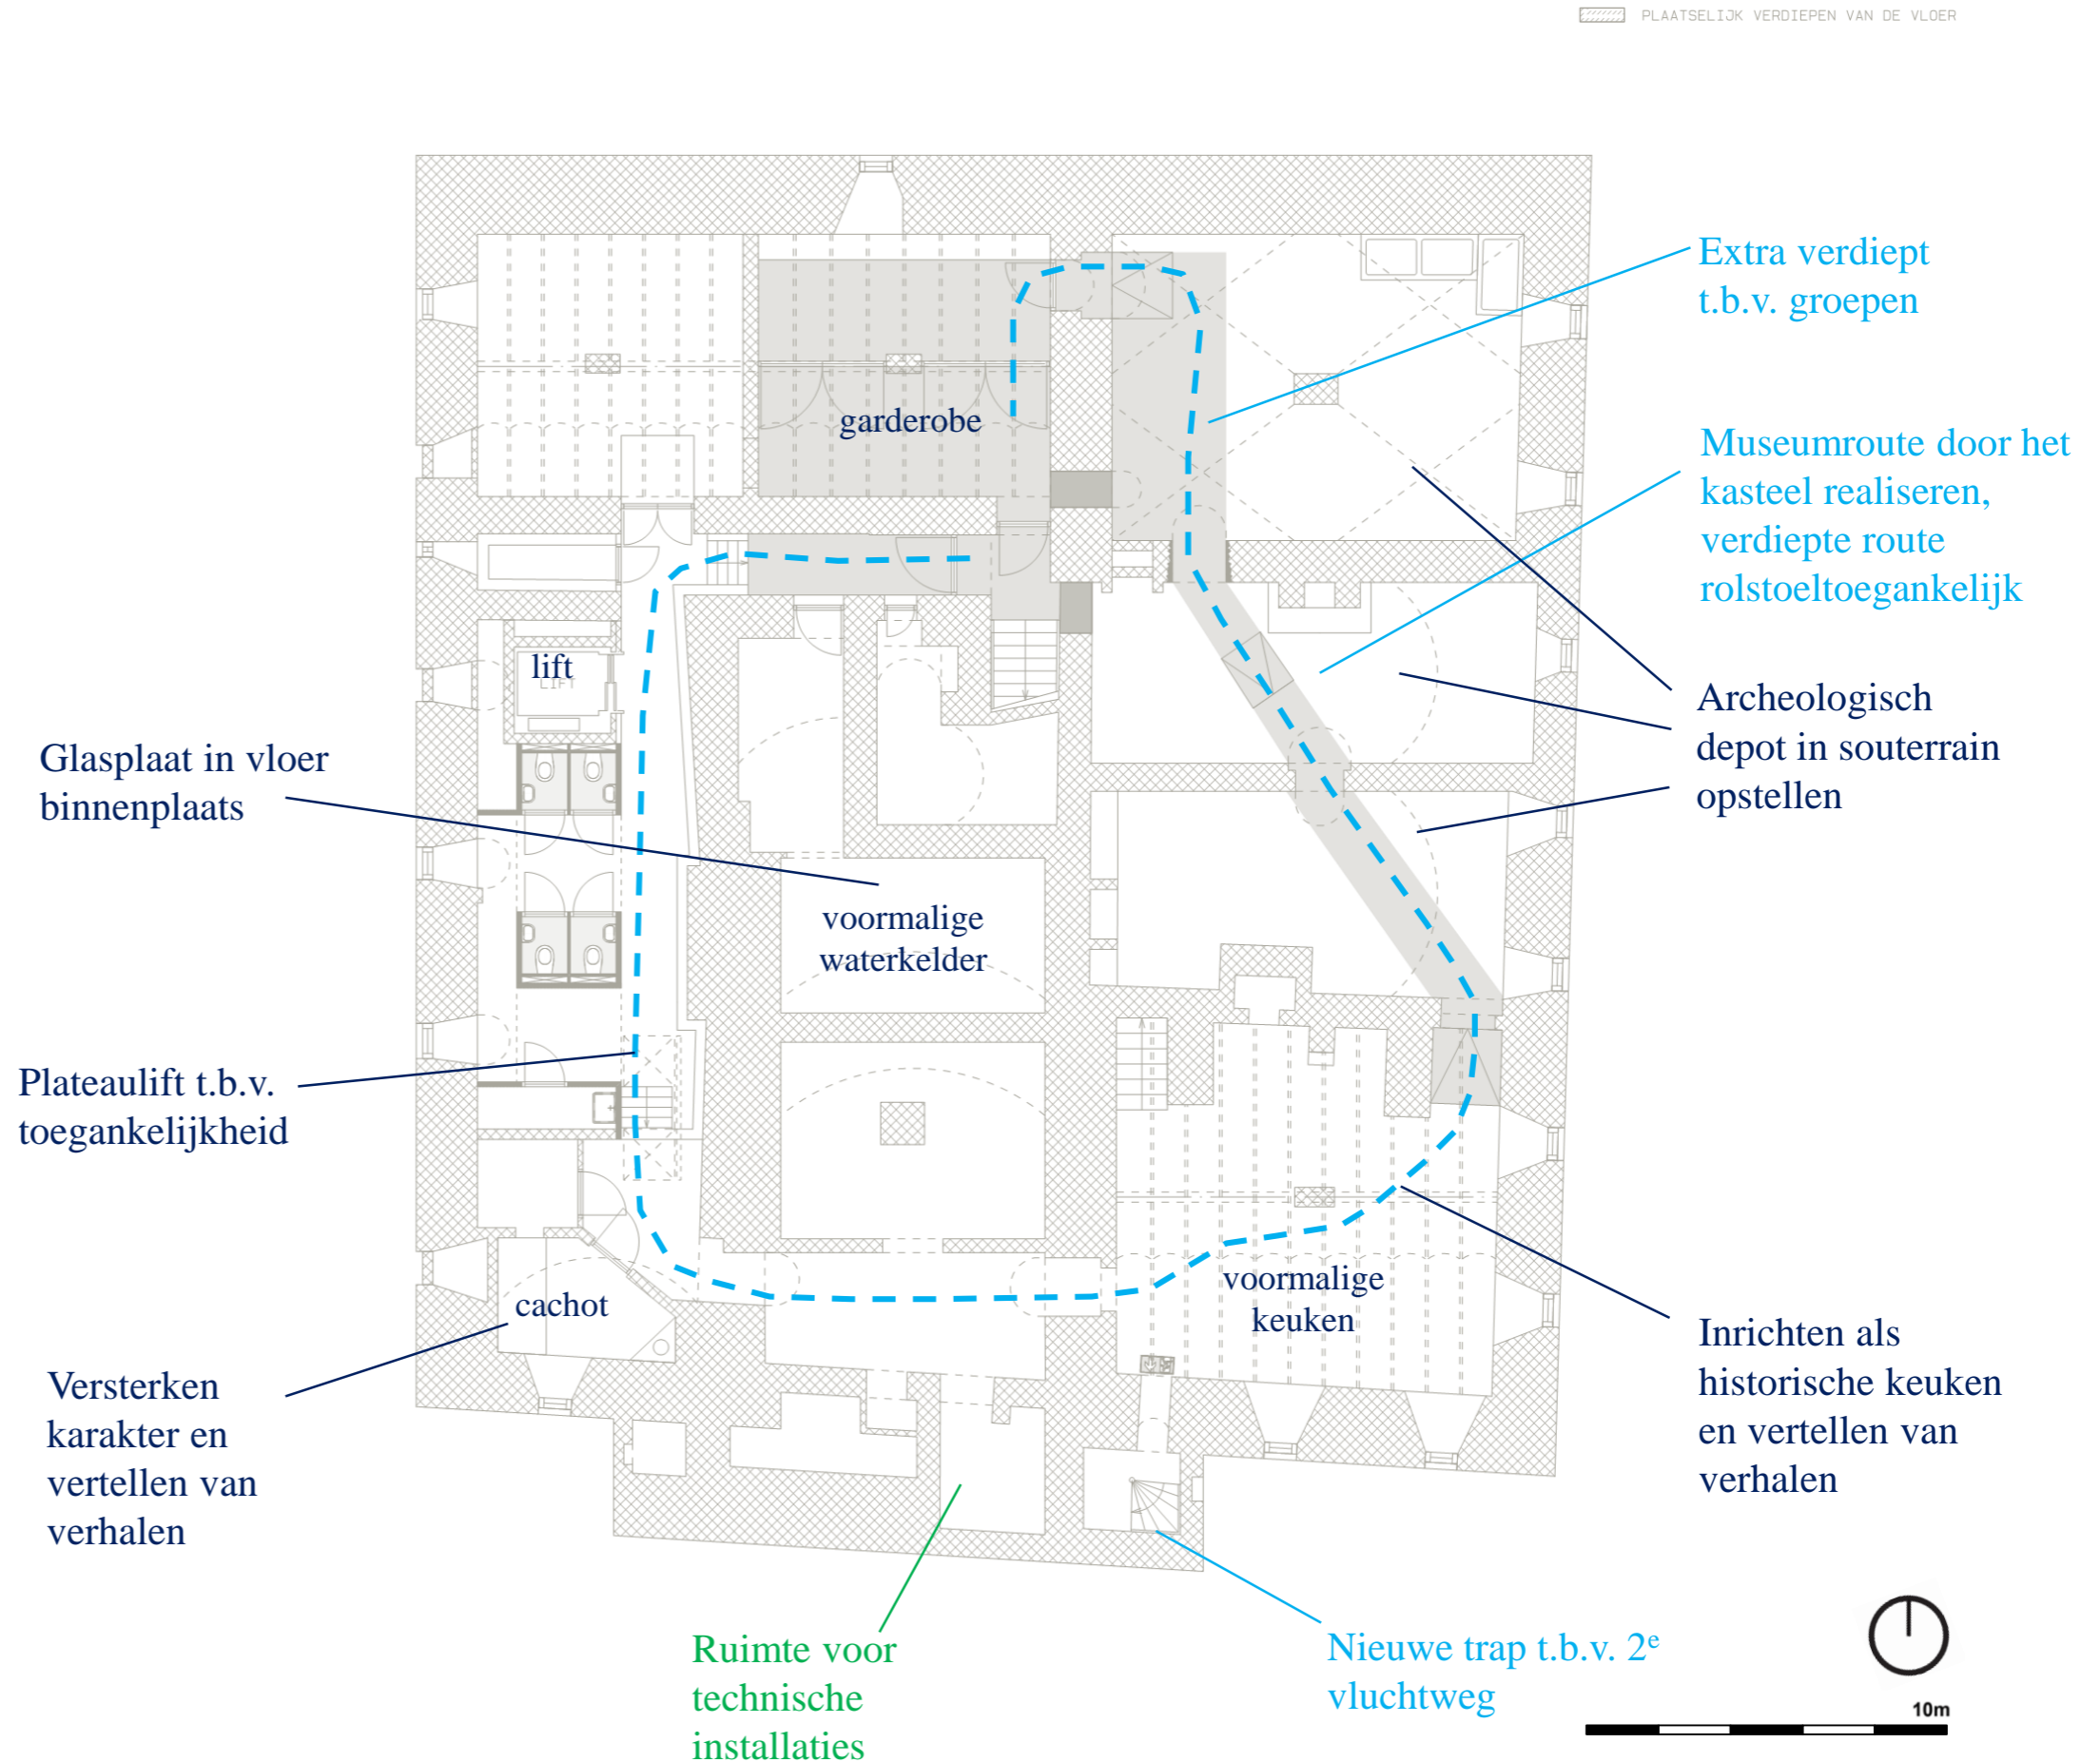 PLAATSELIJK VERDIEPEN VAN DE VLOER
Extra verdiept
t.b.v. groepen
garderobe
Museumroute door het
kasteel realiseren,
verdiepte route
rolstoeltoegankelijk
lift
LIFT
Archeologisch
depot in souterrain
opstellen
Glasplaat in vloer
binnenplaats
voormalige
waterkelder
Plateaulift t.b.v.
toegankelijkheid
cachot
voormalige
keuken
Versterken
karakter en
vertellen van
verhalen
Inrichten als
historische keuken
en vertellen van
verhalen
Ruimte voor
technische
installaties
Nieuwe trap t.b.v. 2e
vluchtweg
10m